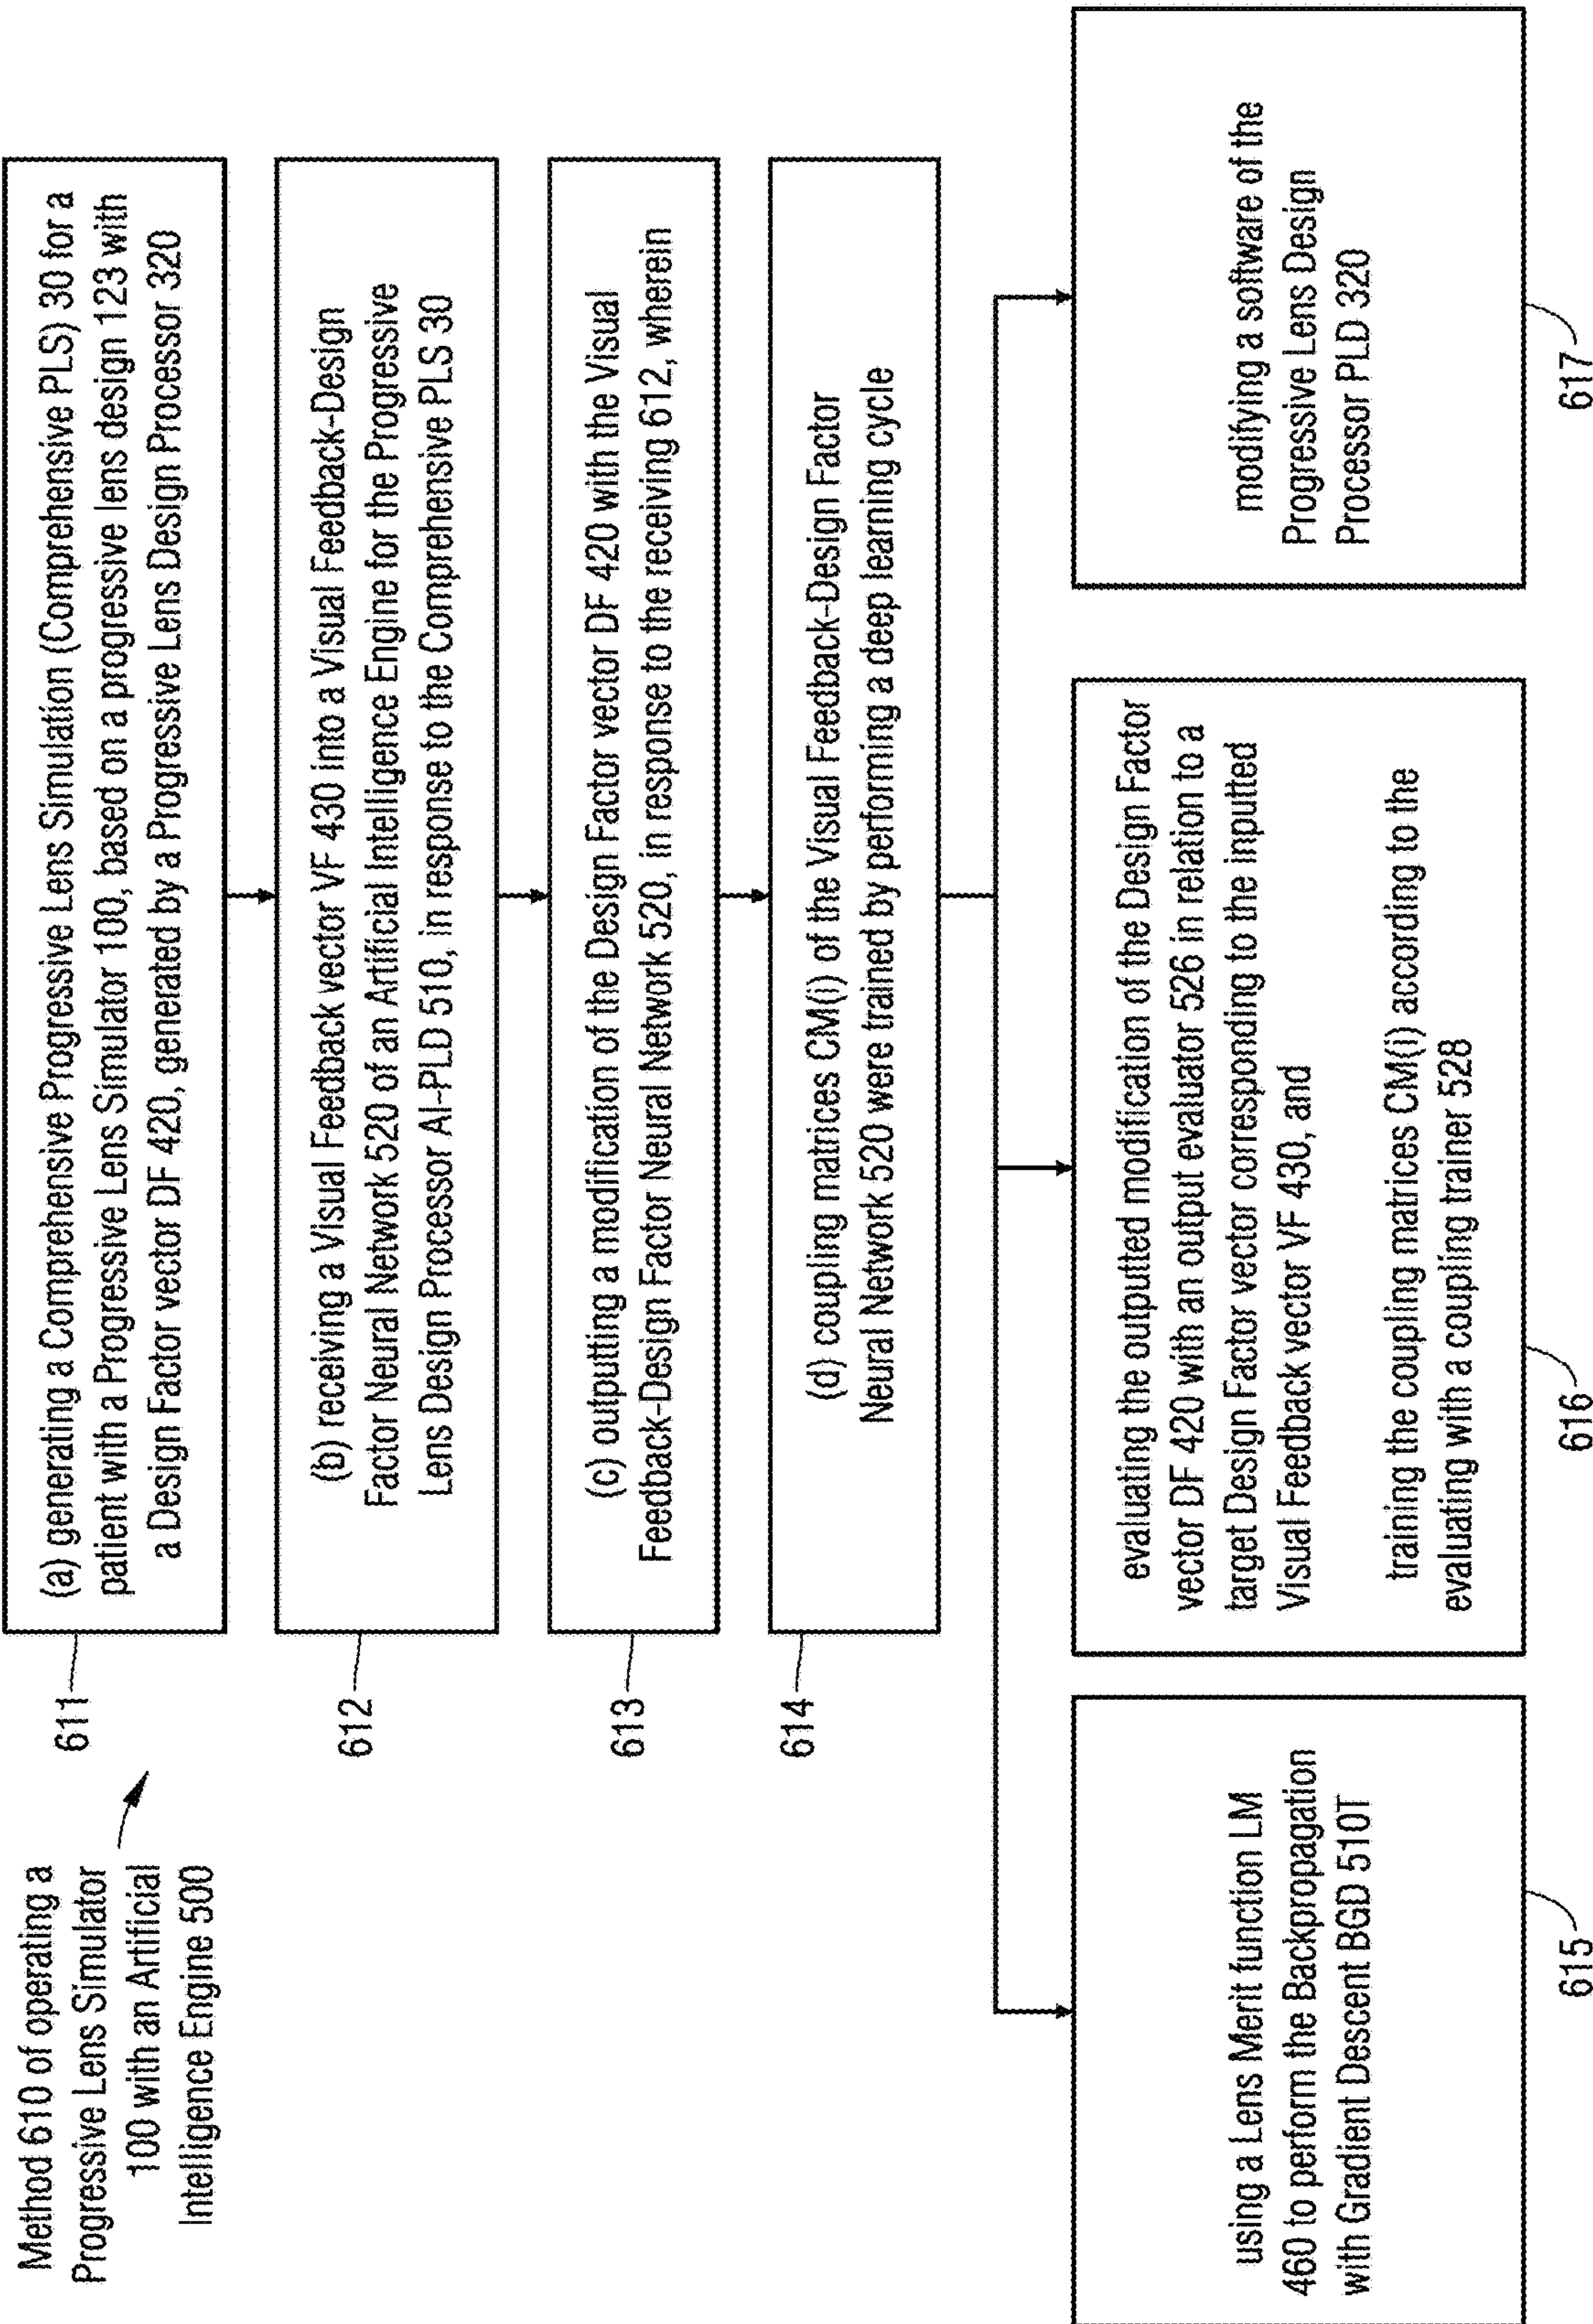 Method 610 of operating a
Progressive Lens Simulator
100 with an Artificial
Intelligence Engine 500
611
(a) generating a Comprehensive Progressive Lens Simulation (Comprehensive PLS) 30 for a
patient with a Progressive Lens Simulator 100, based on a progressive lens design 123 with
a Design Factor vector DF 420, generated by a Progressive Lens Design Processor 320
612
(b) receiving a Visual Feedback vector VF 430 into a Visual Feedback-Design
Factor Neural Network 520 of an Artificial Intelligence Engine for the Progressive
Lens Design Processor AI-PLD 510, in response to the Comprehensive PLS 30
613
(c) outputting a modification of the Design Factor vector DF 420 with the Visual
Feedback-Design Factor Neural Network 520, in response to the receiving 612, wherein
614
(d) coupling matrices CM(i) of the Visual Feedback-Design Factor
Neural Network 520 were trained by performing a deep learning cycle
using a Lens Merit function LM
460 to perform the Backpropagation
with Gradient Descent BGD 510T
615
evaluating the outputted modification of the Design Factor
vector DF 420 with an output evaluator 526 in relation to a
target Design Factor vector corresponding to the inputted
Visual Feedback vector VF 430, and
training the coupling matrices CM(i) according to the
evaluating with a coupling trainer 528
616
modifying a software of the
Progressive Lens Design
Processor PLD 320
617